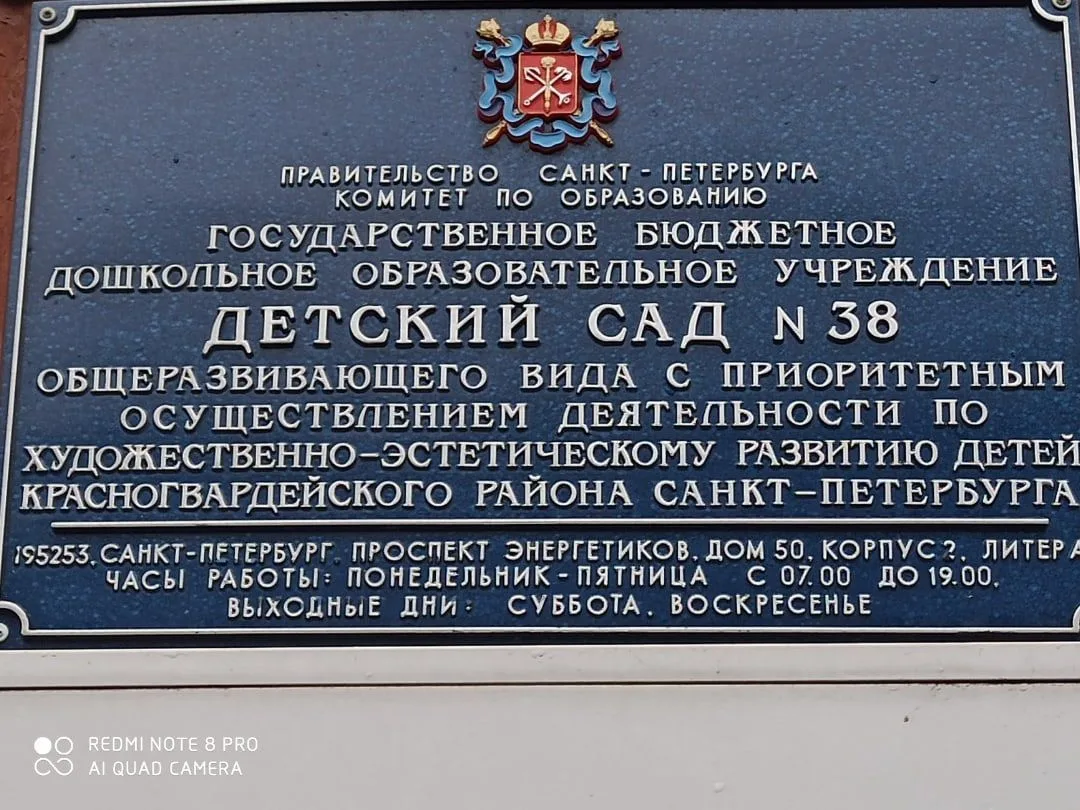 ПРАВИТЕЛЬСТВО САНКТ-ПЕТЕРБУРГА
КОМИТЕТ ПО ОБРАЗОВАНИЮ
ГОСУДАРСТВЕННОЕ БЮДЖЕТНОЕ
ДОШКОЛЬНОЕ ОБРАЗОВАТЕЛЬНОЕ УЧРЕЖДЕНИЕ
ДЕТСКИЙ САД N 38
ОБЩЕРАЗВИВАЮЩЕГО ВИДА С ПРИОРИТЕТНЫМ
ОСУЩЕСТВЛЕНИЕМ ДЕЯТЕЛЬНОСТИ ПО
ХУДОЖЕСТВЕННО-ЭСТЕТИЧЕСКОМУ РАЗВИТИЮ ДЕТЕЙ
КРАСНОГВАРДЕЙСКОГО РАЙОНА САНКТ-ПЕТЕРБУРГА
195253, САНКТ-ПЕТЕРБУРГ, ПРОСПЕКТ ЭНЕРГЕТИКОВ, ДОМ 50, КОРПУС 2, ЛИТЕРА
ЧАСЫ РАБОТЫ: ПОНЕДЕЛЬНИК-ПЯТНИЦА С 07.00 ДО 19.00,
ВЫХОДНЫЕ ДНИ: СУББОТА, ВОСКРЕСЕНЬЕ
REDMI NOTE 8 PRO
AI QUAD CAMERA